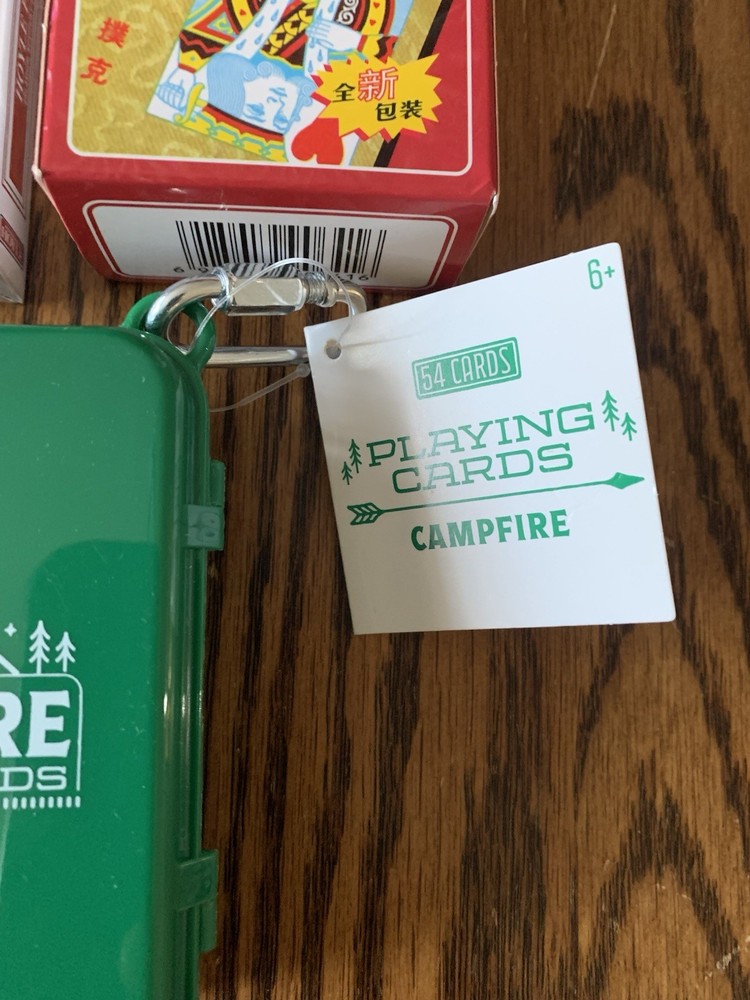 撲
克
全新
包装
6+
54 CARDS
PLAYING
CARDS
CAMPFIRE
RE
DS